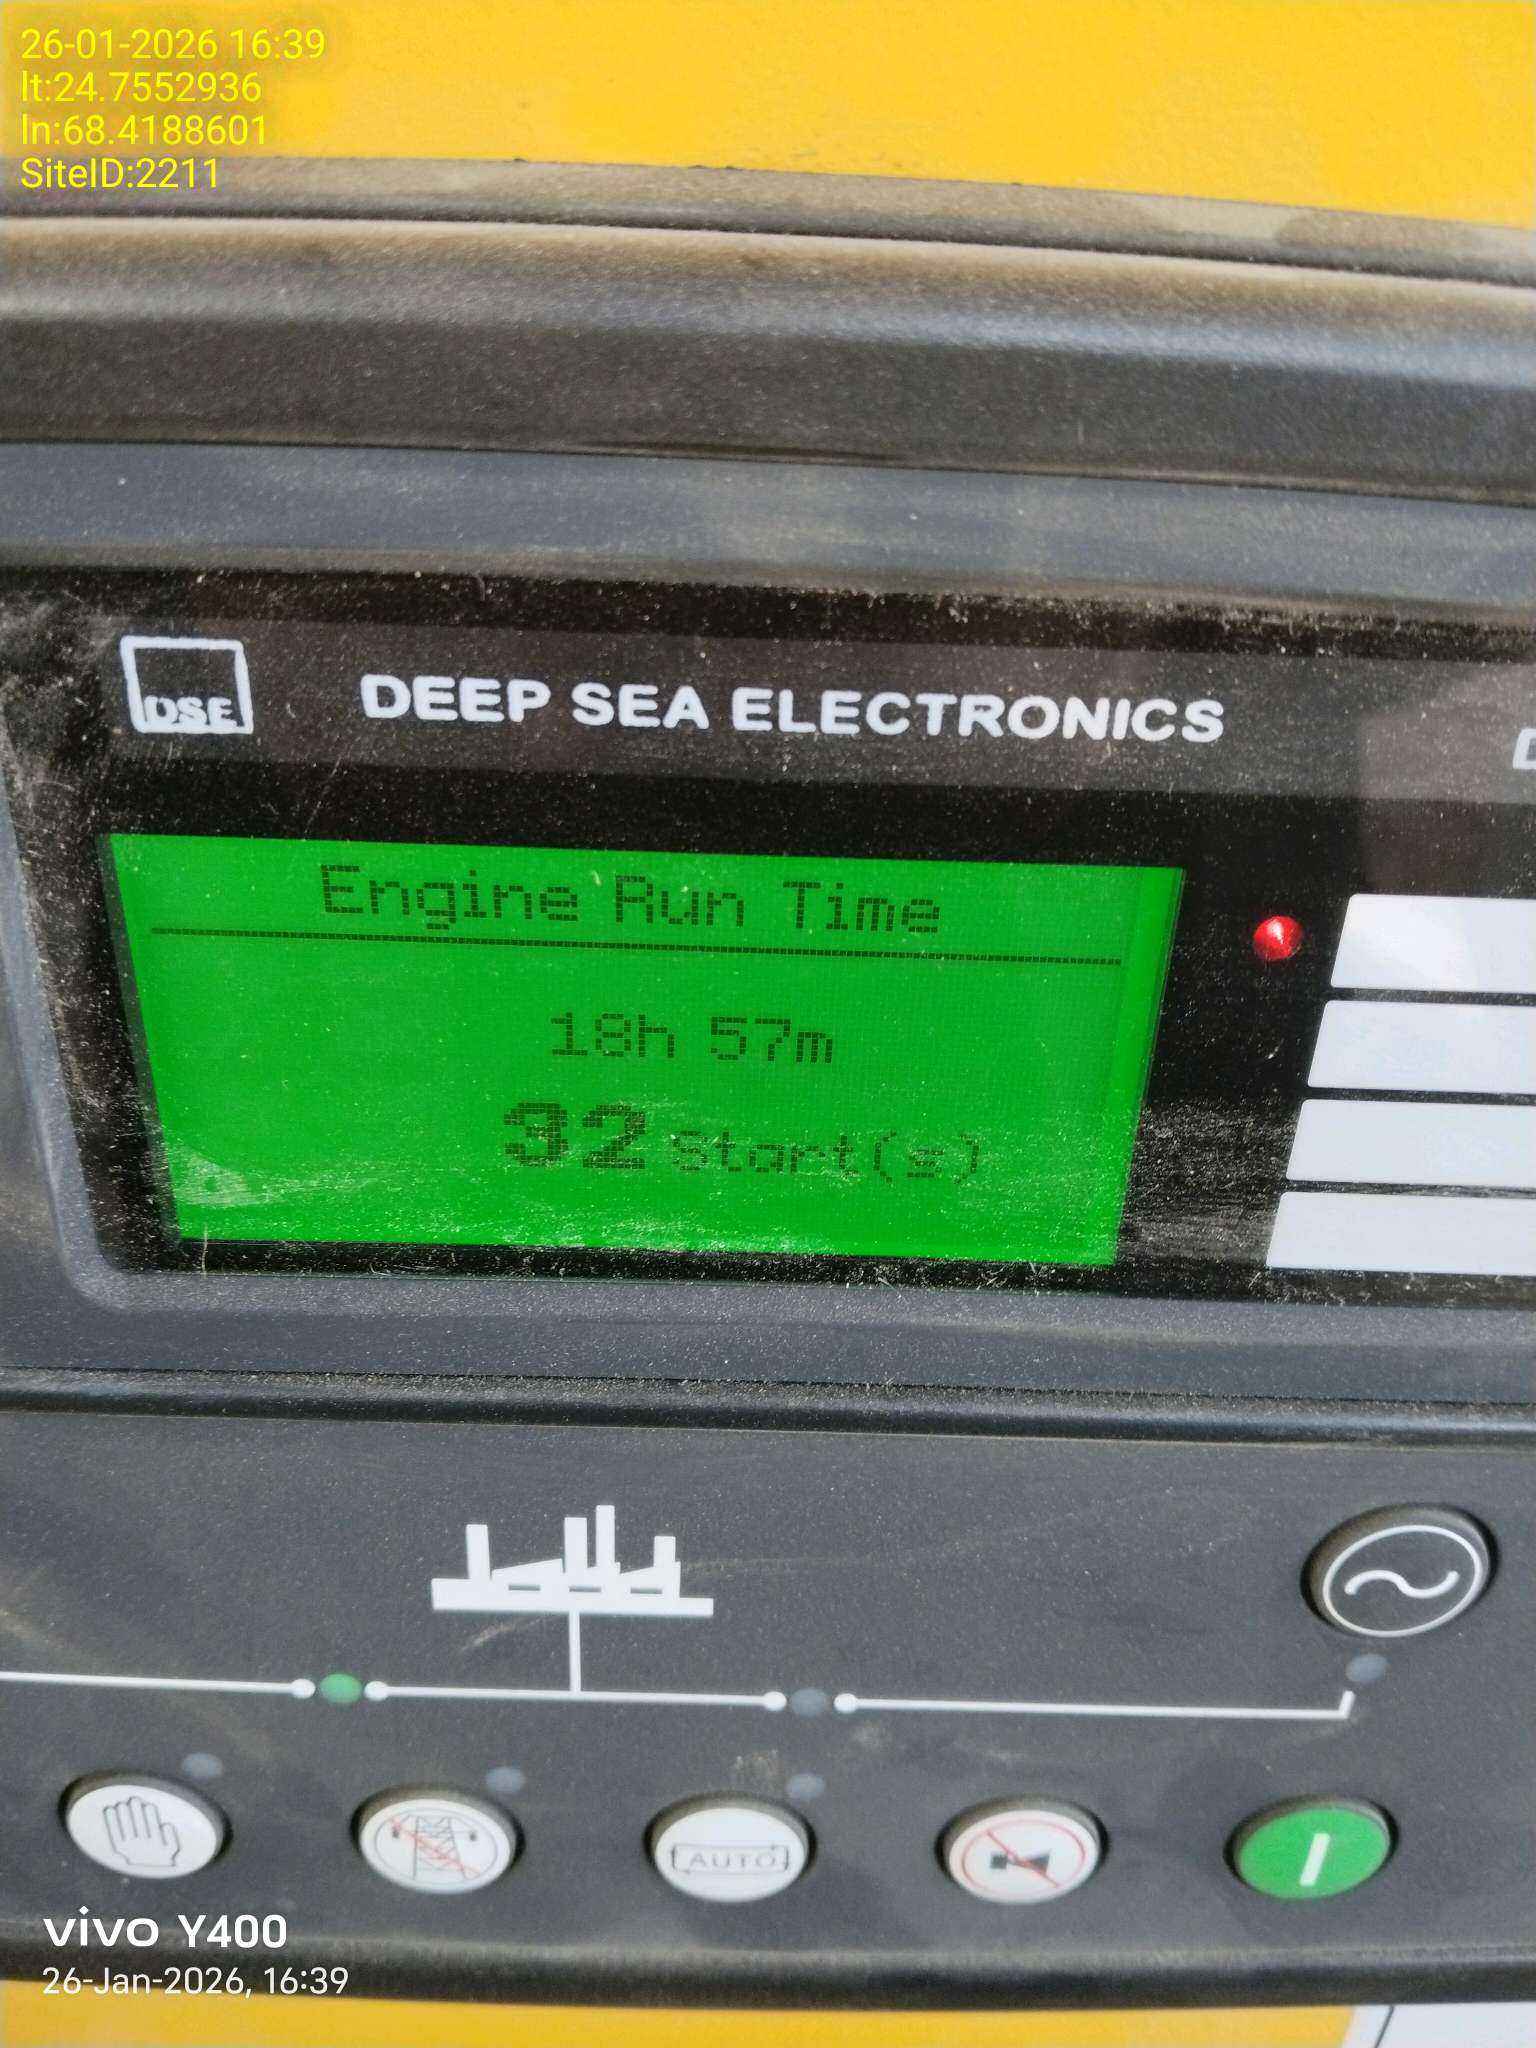 26-01-2026 16:39
lt:24.7552936
ln:68.4188601
SiteID:2211
DSE
DEEP SEA ELECTRONICS
Engine Run Time
18h 57m
32 Start(s)
AUTO
vivo Y400
26-Jan-2026, 16:39